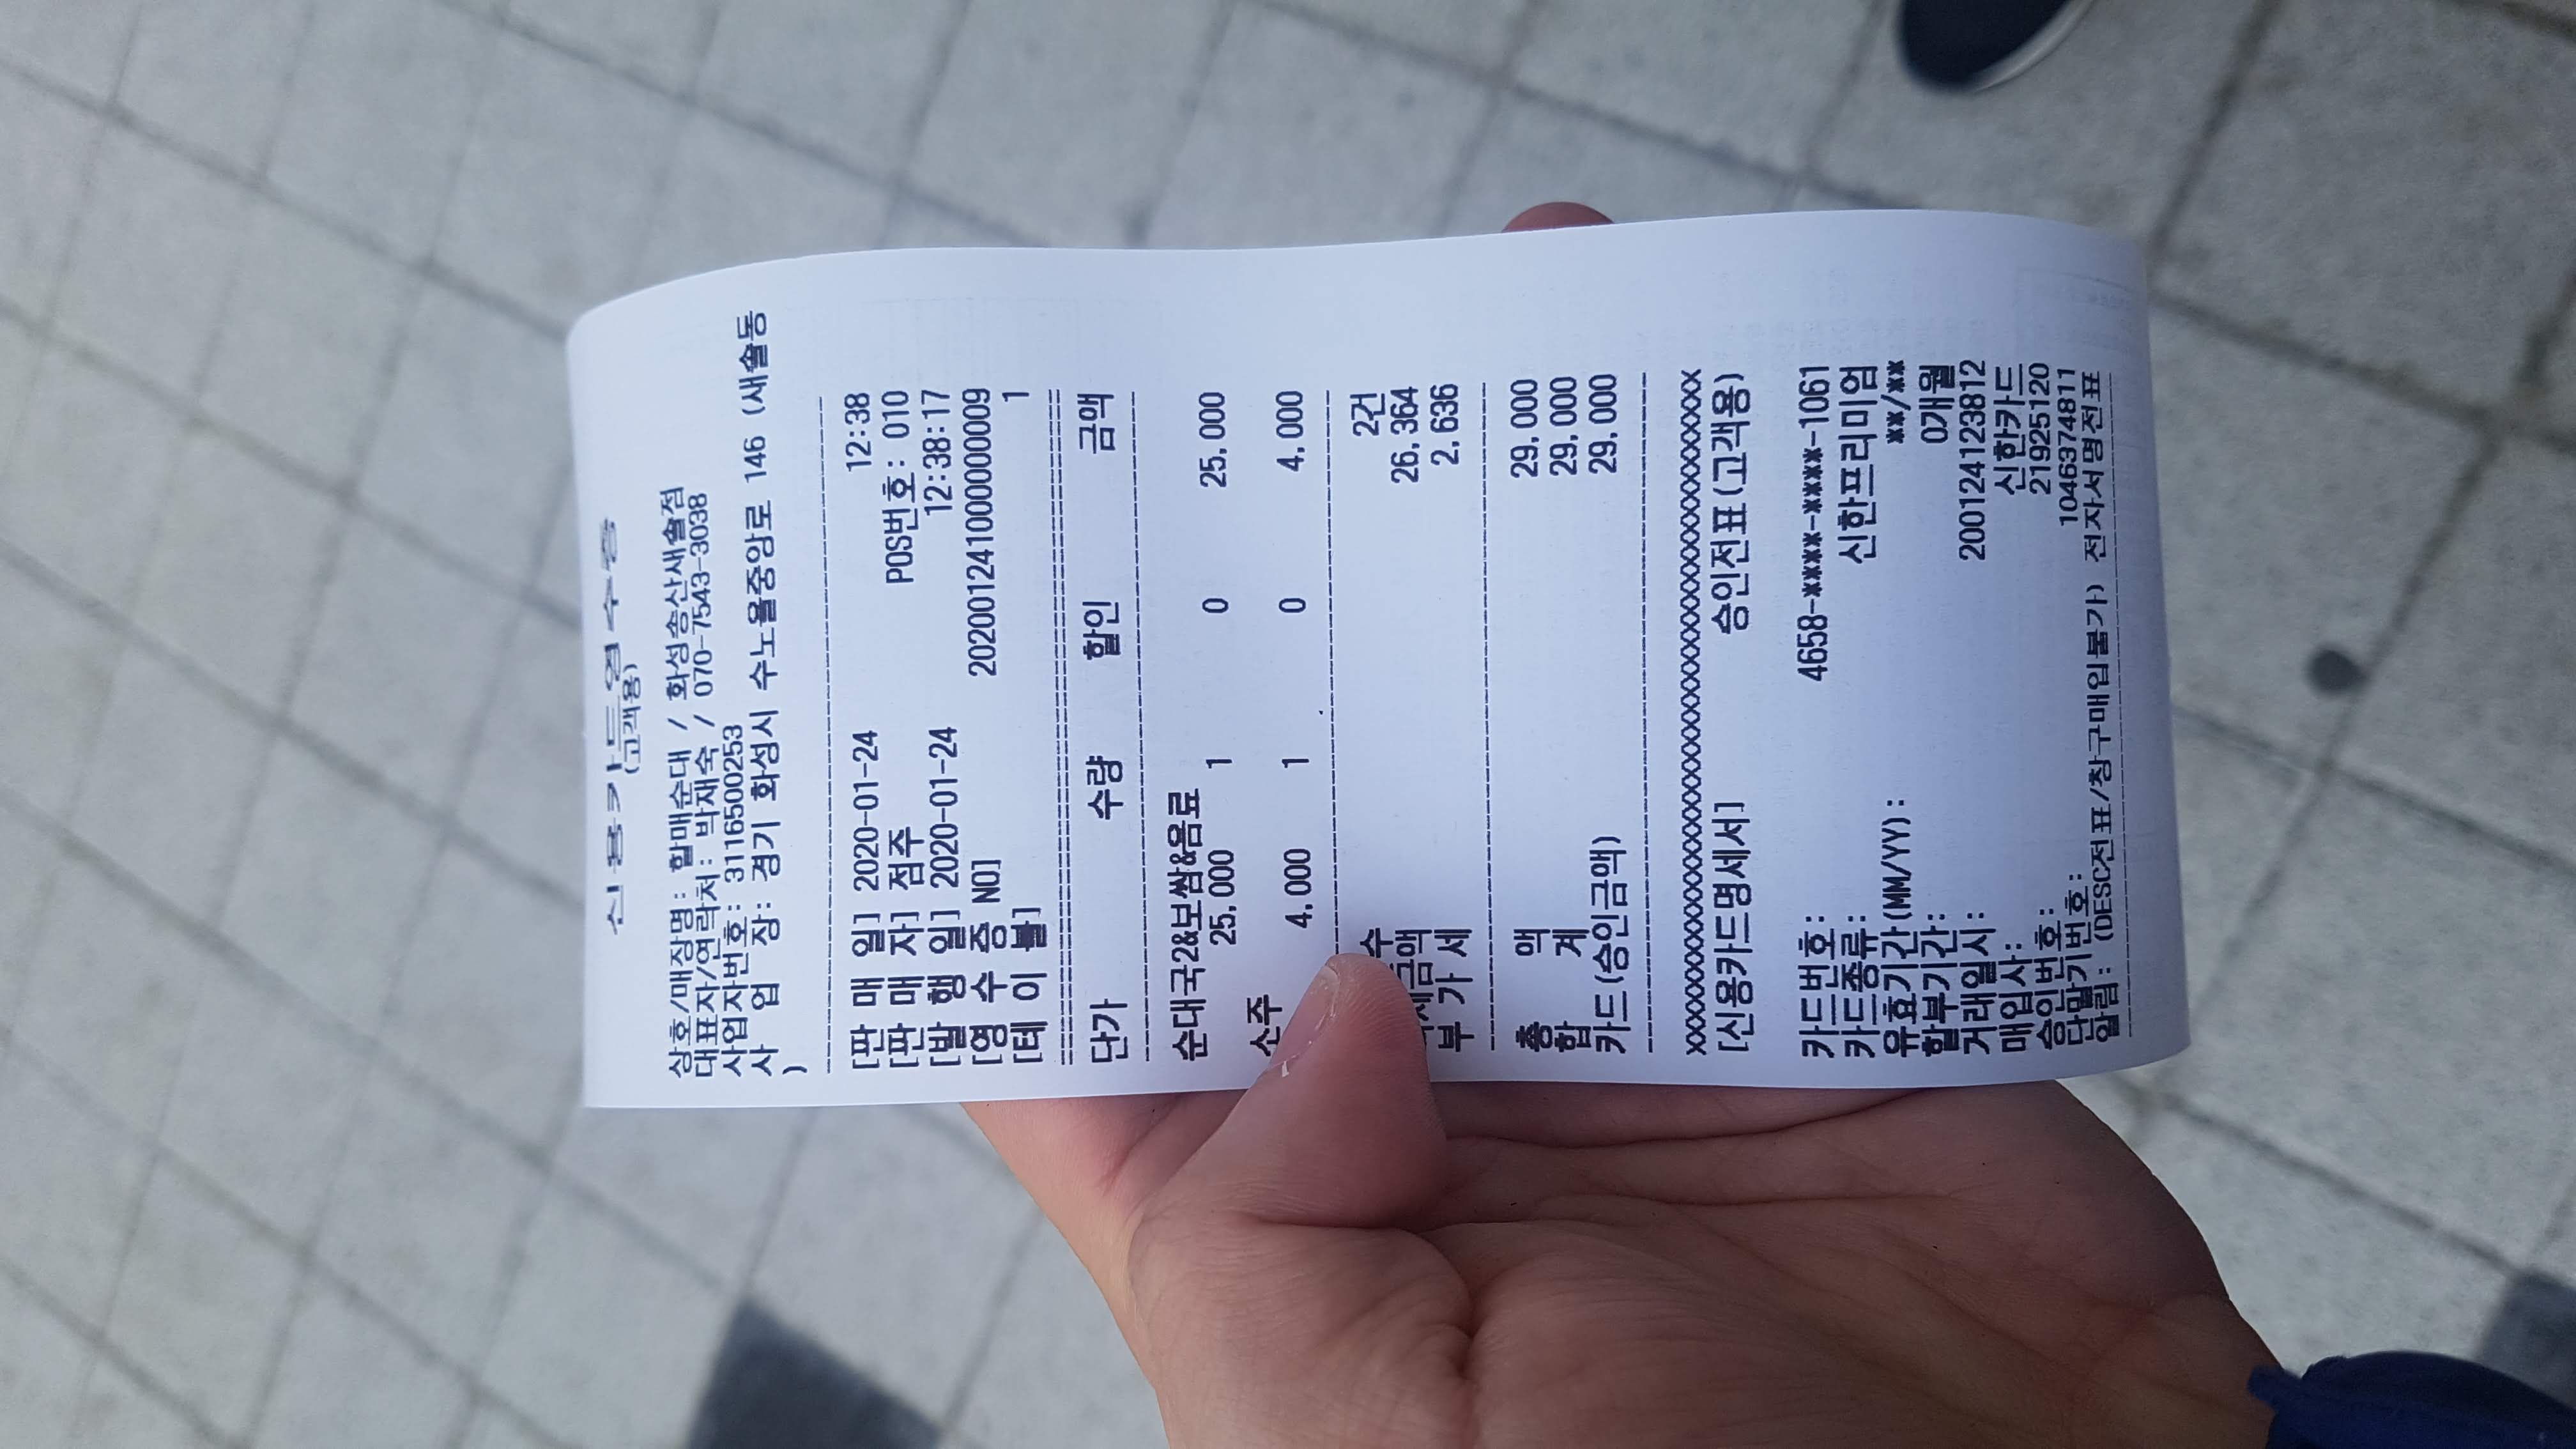 신용카드영수증
(고객용)
상호/매장명: 할매순대 / 화성송산새솔점
대표자/연락처: 박재숙 / 070-7543-3038
사업자번호: 3116500253
사 업 장: 경기 화성시 수노을중앙로 146 (새솔동
)
[판 매 일] 2020-01-24 12:38
[판 매 자] 점주 POS번호: 010
[발 행 일] 2020-01-24 12:38:17
[영 수 증 NO] 20200124100000009
[테 이 블] 1
단가 수량 할인 금액
순대국2&보쌈&음료
25,000 1 0 25,000
소주
4,000 1 0 4,000
수 2건
금액 26,364
부 가 세 2,636
총 액 29,000
합 계 29,000
카드(승인금액) 29,000
xxxxxxxxxxxxxxxxxxxxxxxxxxxxxxxxxxxxxxxxxx
[신용카드명세서] 승인전표(고객용)
카드번호: 4658-****-****-1061
카드종류: 신한프리미엄
유효기간(MM/YY): **/**
할부기간: 0개월
거래일시: 200124123812
매입사: 신한카드
승인번호: 21925120
단말기번호: 1046374811
알림: (DESC전표/창구매입불가) 전자서명전표